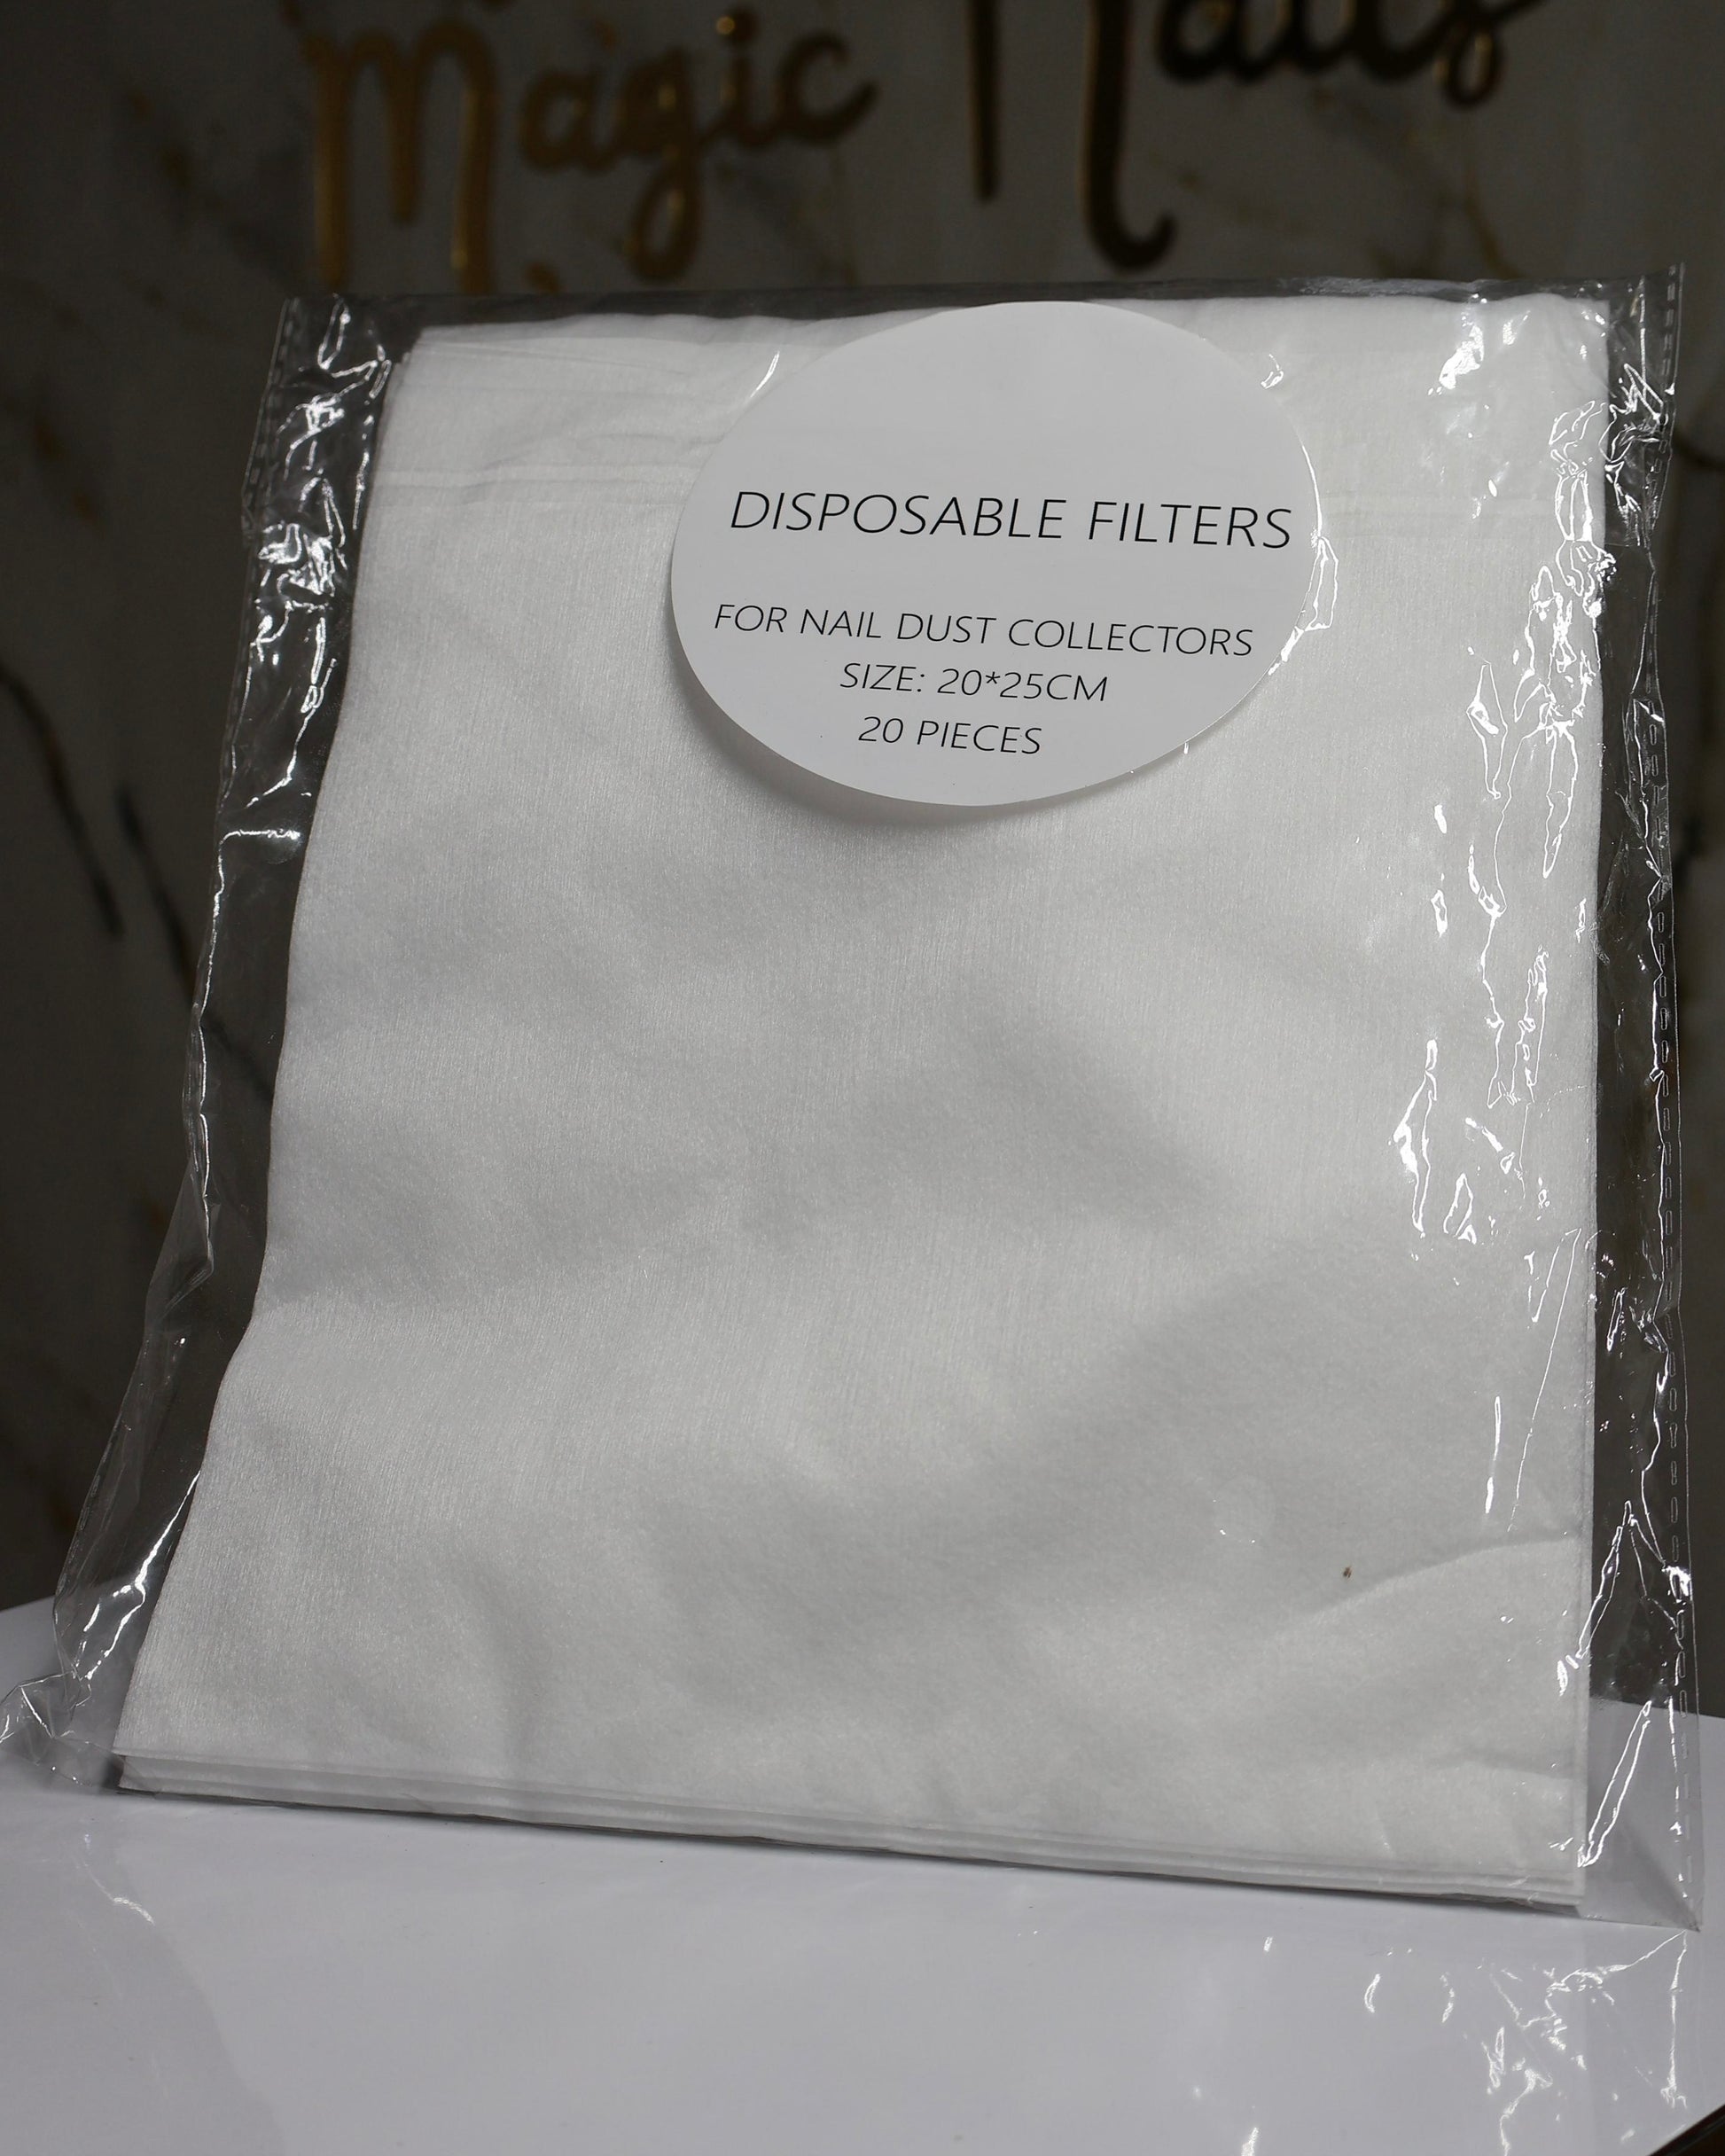 Magic Nails
DISPOSABLE FILTERS
FOR NAIL DUST COLLECTORS
SIZE: 20*25CM
20 PIECES